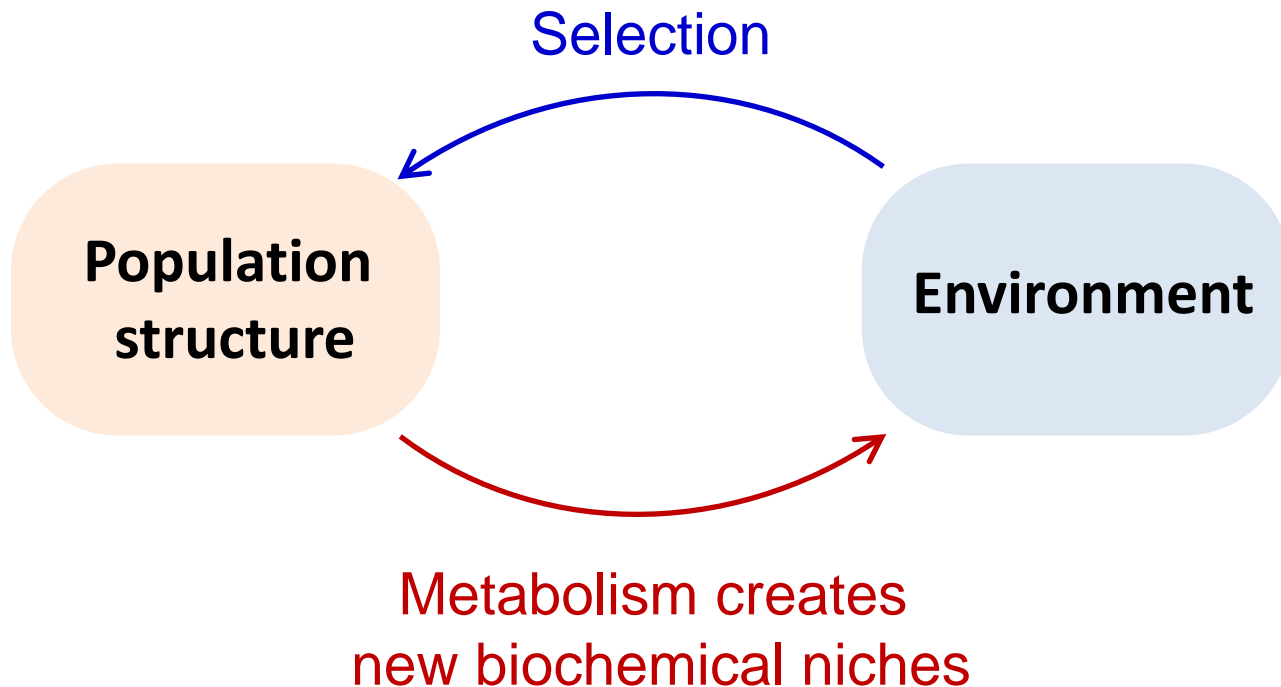 Selection
Population
structure
Environment
Metabolism creates
new biochemical niches